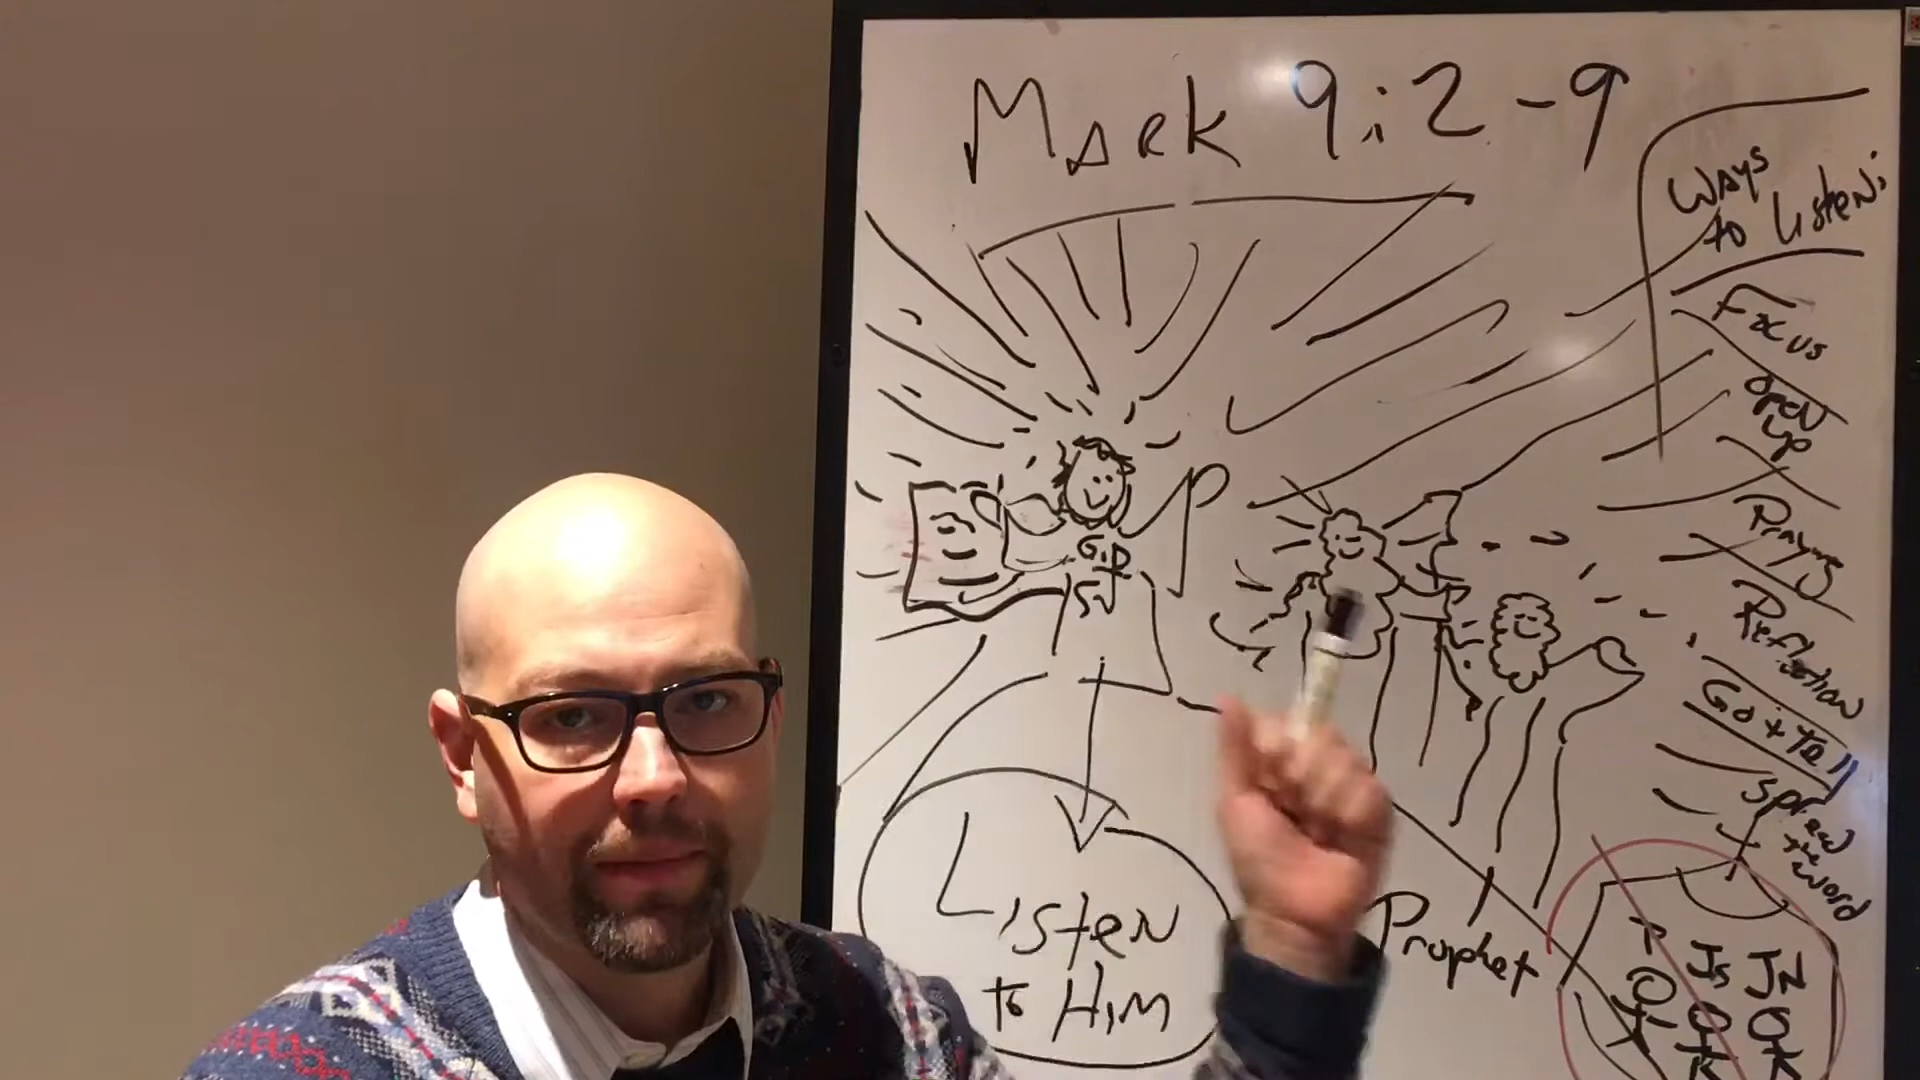 Mark 9:2-9
Ways
to Listen:
Focus
Open
up
Praying
Reflection
Go + Tell
Spread
the
Word
Listen
to Him
Prophet
P JS JN
O O O
K K K